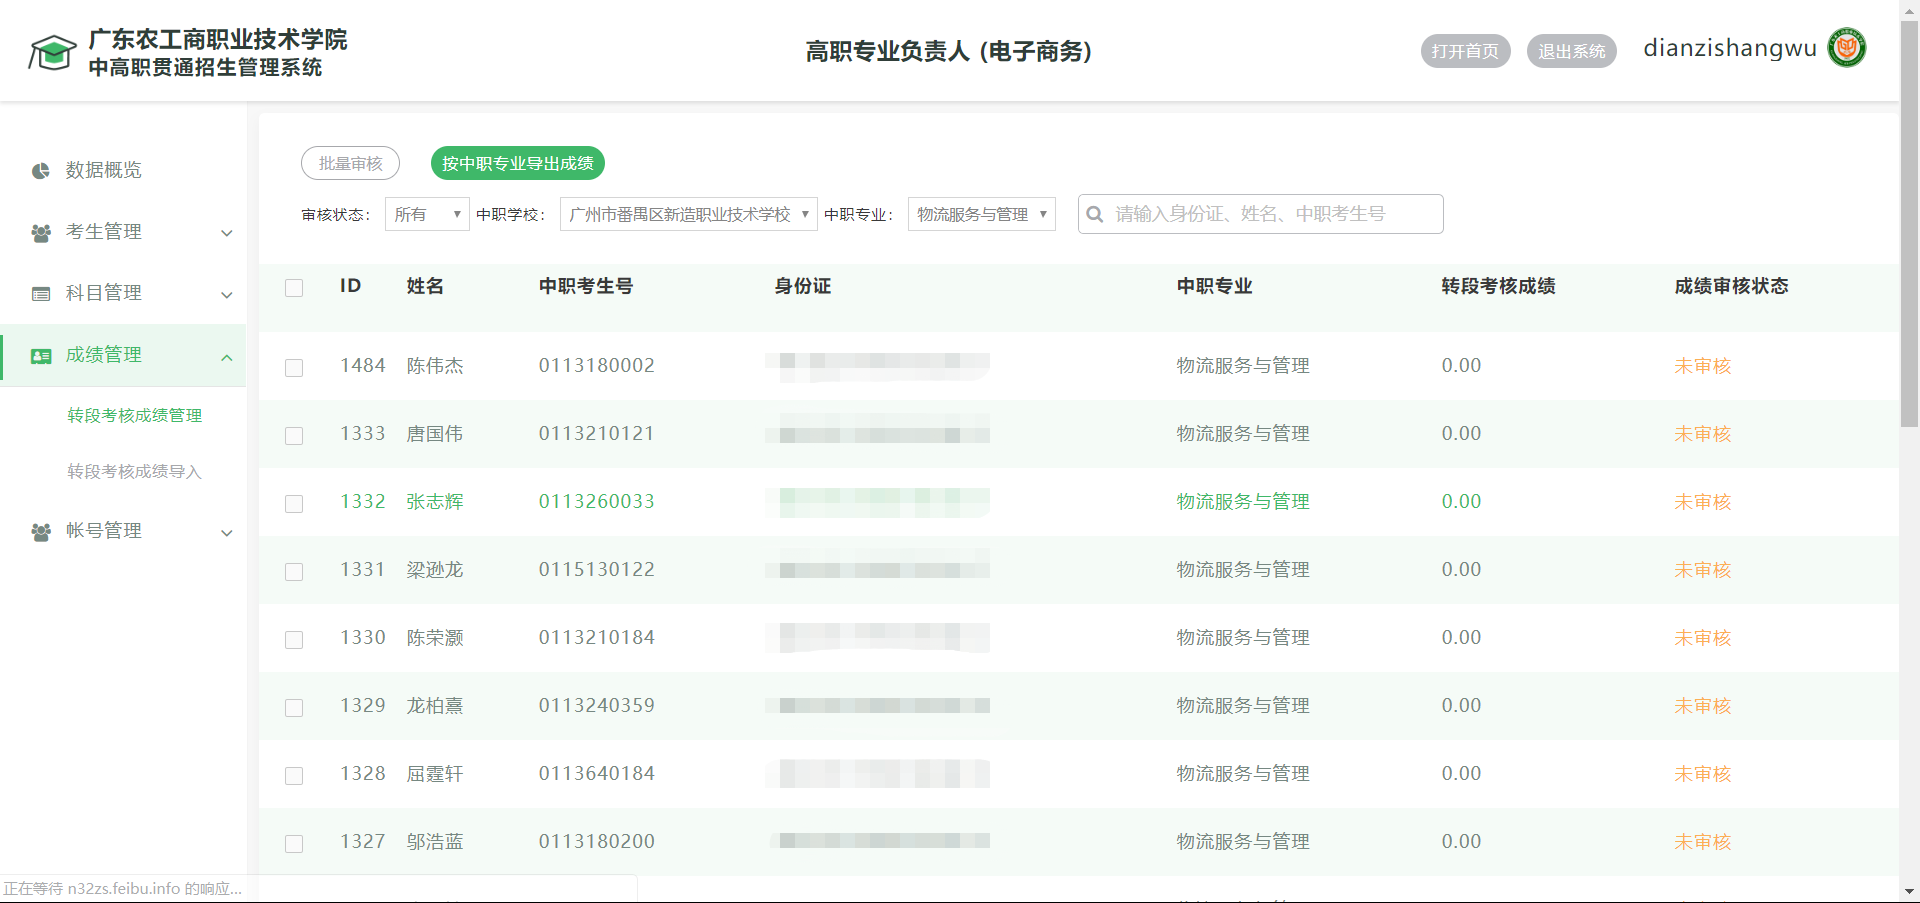 广东农工商职业技术学院
中高职贯通招生管理系统
高职专业负责人 (电子商务)
打开首页 退出系统 dianzishangwu
数据概览
考生管理
科目管理
成绩管理
转段考核成绩管理
转段考核成绩导入
帐号管理
批量审核 按中职专业导出成绩
审核状态： 所有 中职学校： 广州市番禺区新造职业技术学校 中职专业： 物流服务与管理 请输入身份证、姓名、中职考生号
ID 姓名 中职考生号 身份证 中职专业 转段考核成绩 成绩审核状态
1484 陈伟杰 0113180002 物流服务与管理 0.00 未审核
1333 唐国伟 0113210121 物流服务与管理 0.00 未审核
1332 张志辉 0113260033 物流服务与管理 0.00 未审核
1331 梁逊龙 0115130122 物流服务与管理 0.00 未审核
1330 陈荣灏 0113210184 物流服务与管理 0.00 未审核
1329 龙柏熹 0113240359 物流服务与管理 0.00 未审核
1328 屈霆轩 0113640184 物流服务与管理 0.00 未审核
1327 邬浩蓝 0113180200 物流服务与管理 0.00 未审核
正在等待 n32zs.feibu.info 的响应...